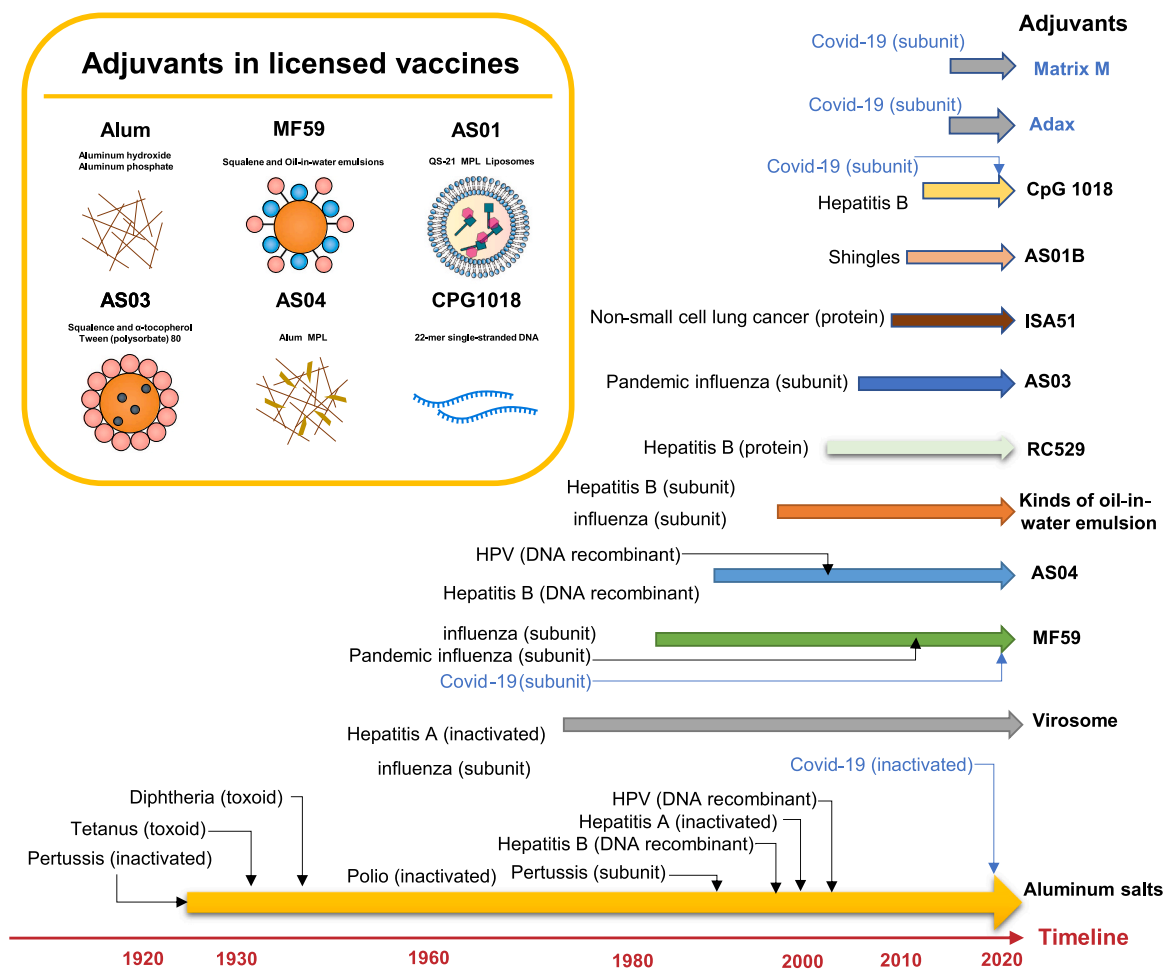 Adjuvants in licensed vaccines
Alum
Aluminum hydroxide
Aluminum phosphate
MF59
Squalene and Oil-in-water emulsions
AS01
QS-21 MPL Liposomes
AS03
Squalence and α-tocopherol
Tween (polysorbate) 80
AS04
Alum MPL
CPG1018
22-mer single-stranded DNA
Adjuvants
Covid-19 (subunit)
Matrix M
Covid-19 (subunit)
Adax
Covid-19 (subunit)
Hepatitis B
CpG 1018
Shingles
AS01B
Non-small cell lung cancer (protein)
ISA51
Pandemic influenza (subunit)
AS03
Hepatitis B (protein)
RC529
Hepatitis B (subunit)
influenza (subunit)
Kinds of oil-in-
water emulsion
HPV (DNA recombinant)
Hepatitis B (DNA recombinant)
AS04
influenza (subunit)
Pandemic influenza (subunit)
Covid-19 (subunit)
MF59
Hepatitis A (inactivated)
influenza (subunit)
Virosome
Covid-19 (inactivated)
Diphtheria (toxoid)
Tetanus (toxoid)
Pertussis (inactivated)
Polio (inactivated)
HPV (DNA recombinant)
Hepatitis A (inactivated)
Hepatitis B (DNA recombinant)
Pertussis (subunit)
Aluminum salts
Timeline
1920 1930 1960 1980 2000 2010 2020